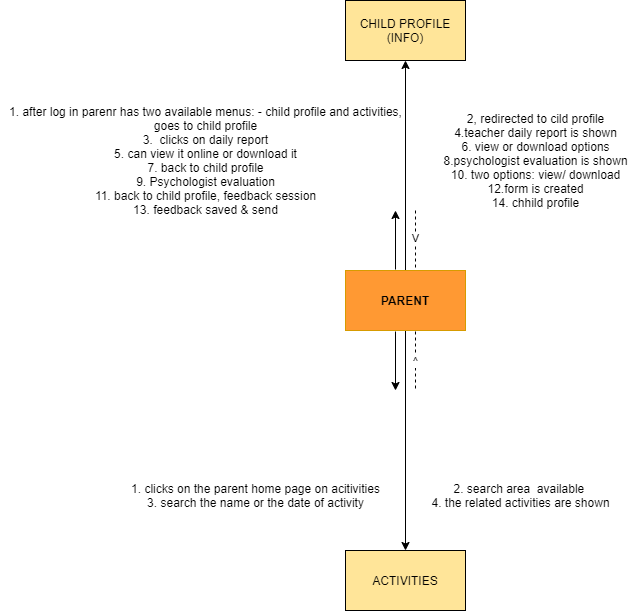 CHILD PROFILE
(INFO)
1. after log in parenr has two available menus: - child profile and activities,
goes to child profile
3.  clicks on daily report
5. can view it online or download it
7. back to child profile
9. Psychologist evaluation
11. back to child profile, feedback session
13. feedback saved & send
2, redirected to cild profile
4.teacher daily report is shown
6. view or download options
8.psychologist evaluation is shown
10. two options: view/ download
12.form is created
14. chhild profile
V
PARENT
^
1. clicks on the parent home page on acitivities
3. search the name or the date of activity
2. search area  available
4. the related activities are shown
ACTIVITIES